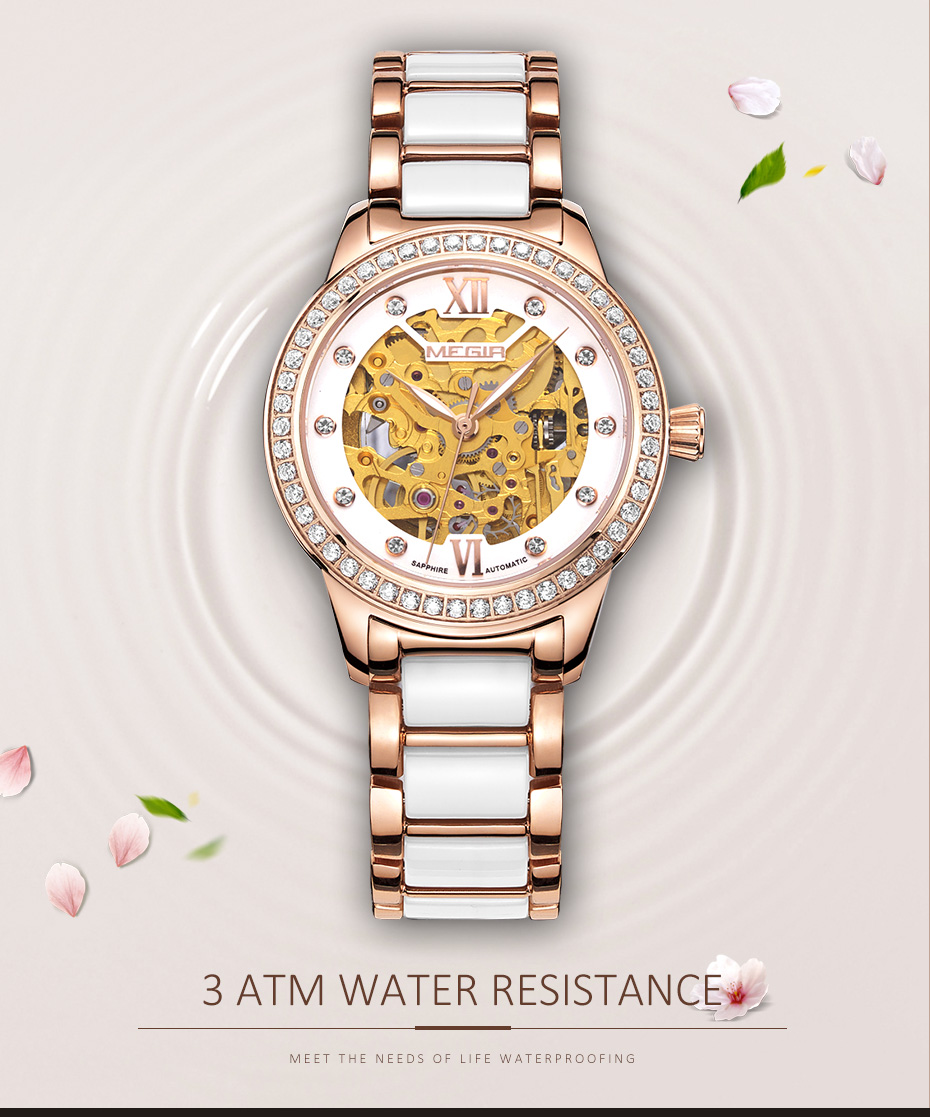 XII
MEGIR
VI
SAPPHIRE AUTOMATIC
3 ATM WATER RESISTANCE
MEET THE NEEDS OF LIFE WATERPROOFING